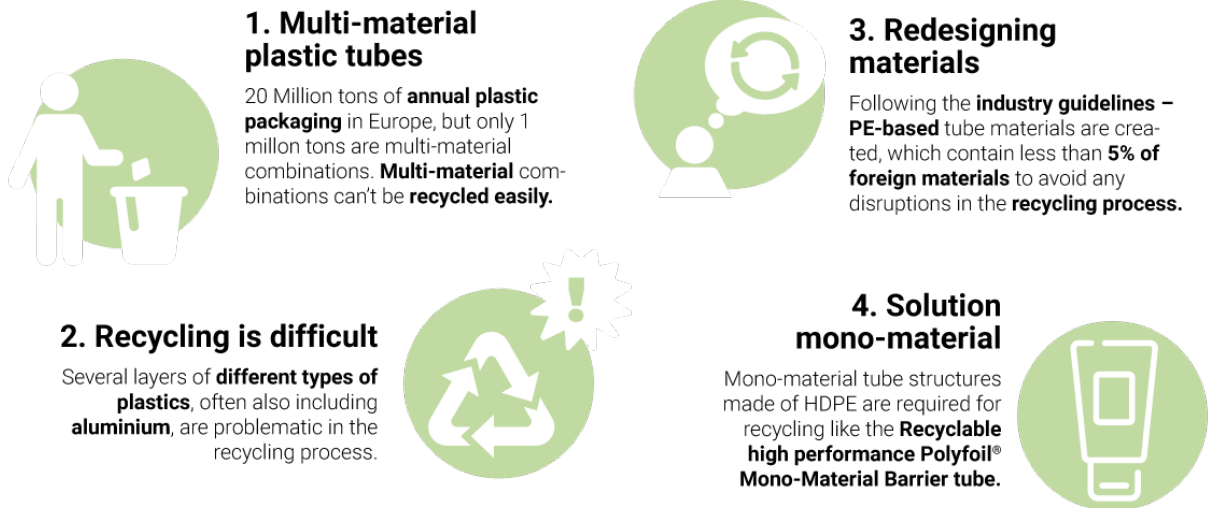 1. Multi-material
plastic tubes
20 Million tons of annual plastic
packaging in Europe, but only 1
millon tons are multi-material
combinations. Multi-material com-
binations can't be recycled easily.
2. Recycling is difficult
Several layers of different types of
plastics, often also including
aluminium, are problematic in the
recycling process.
3. Redesigning
materials
Following the industry guidelines –
PE-based tube materials are crea-
ted, which contain less than 5% of
foreign materials to avoid any
disruptions in the recycling process.
4. Solution
mono-material
Mono-material tube structures
made of HDPE are required for
recycling like the Recyclable
high performance Polyfoil®
Mono-Material Barrier tube.